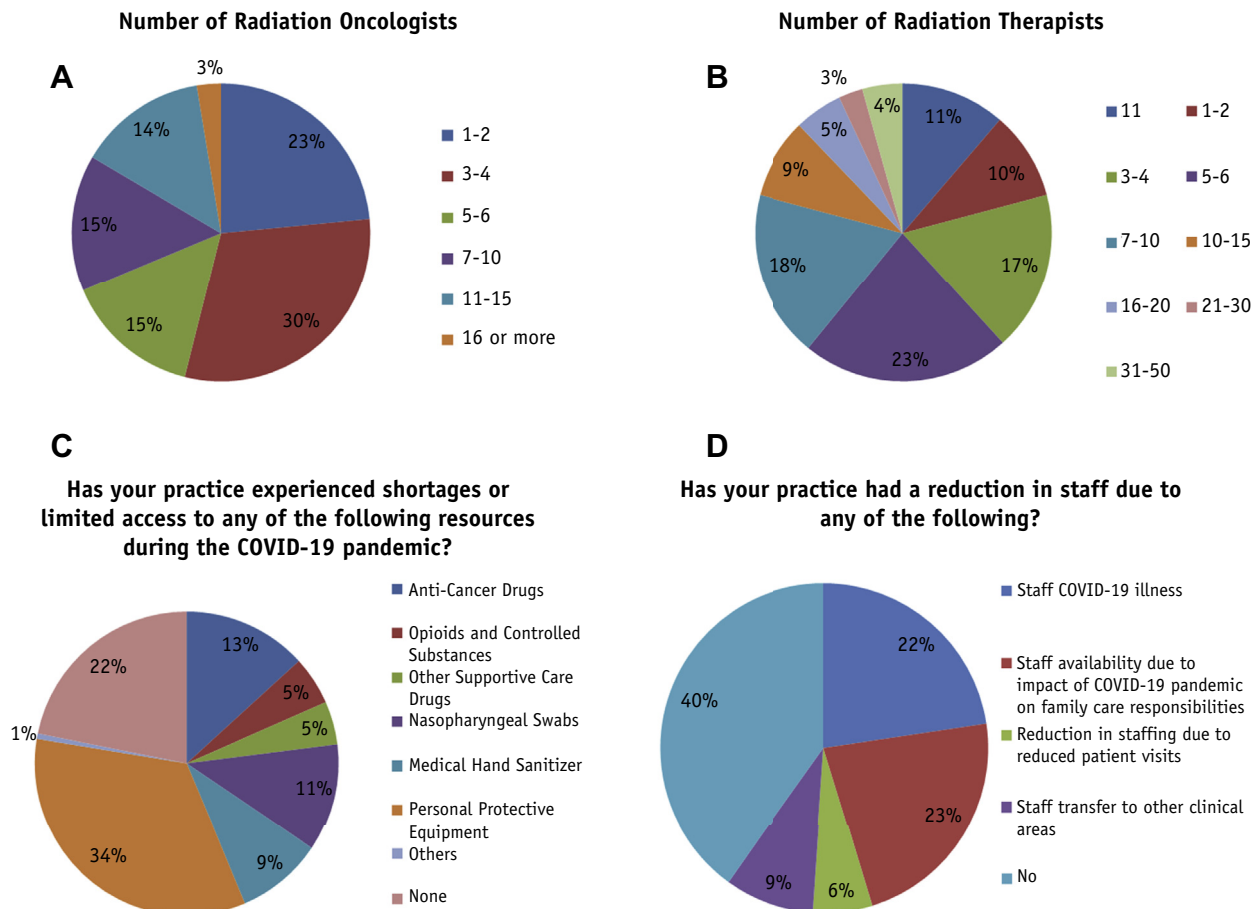 Number of Radiation Oncologists
A
3%
14%
23%
15%
15%
30%
1-2
3-4
5-6
7-10
11-15
16 or more
Number of Radiation Therapists
B
3%
4%
11%
5%
10%
9%
18%
17%
23%
11
1-2
3-4
5-6
7-10
10-15
16-20
21-30
31-50
C
Has your practice experienced shortages or
limited access to any of the following resources
during the COVID-19 pandemic?
13%
22%
5%
5%
1%
11%
34%
9%
Anti-Cancer Drugs
Opioids and Controlled
Substances
Other Supportive Care
Drugs
Nasopharyngeal Swabs
Medical Hand Sanitizer
Personal Protective
Equipment
Others
None
D
Has your practice had a reduction in staff due to
any of the following?
22%
40%
23%
9%
6%
Staff COVID-19 illness
Staff availability due to
impact of COVID-19 pandemic
on family care responsibilities
Reduction in staffing due to
reduced patient visits
Staff transfer to other clinical
areas
No